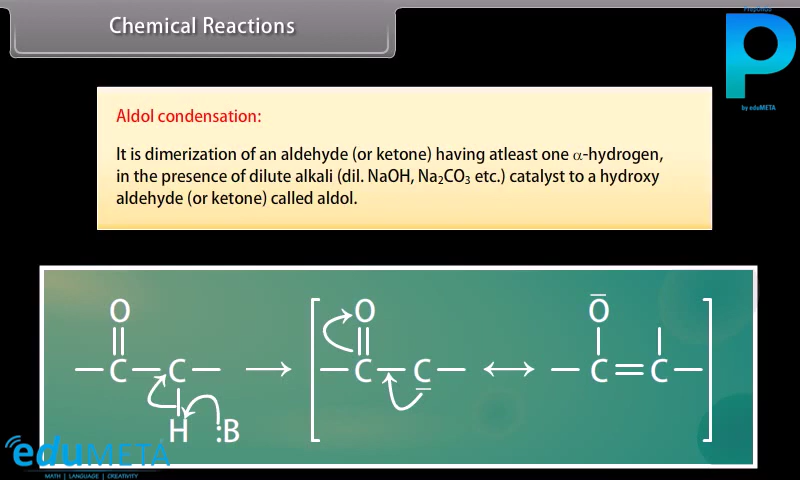 Chemical Reactions
Preponus
P
by eduMETA
Aldol condensation:
It is dimerization of an aldehyde (or ketone) having atleast one α-hydrogen,
in the presence of dilute alkali (dil. NaOH, Na₂CO₃ etc.) catalyst to a hydroxy
aldehyde (or ketone) called aldol.
O O O
C C C C C C
H :B
eduMETA
MATH | LANGUAGE | CREATIVITY